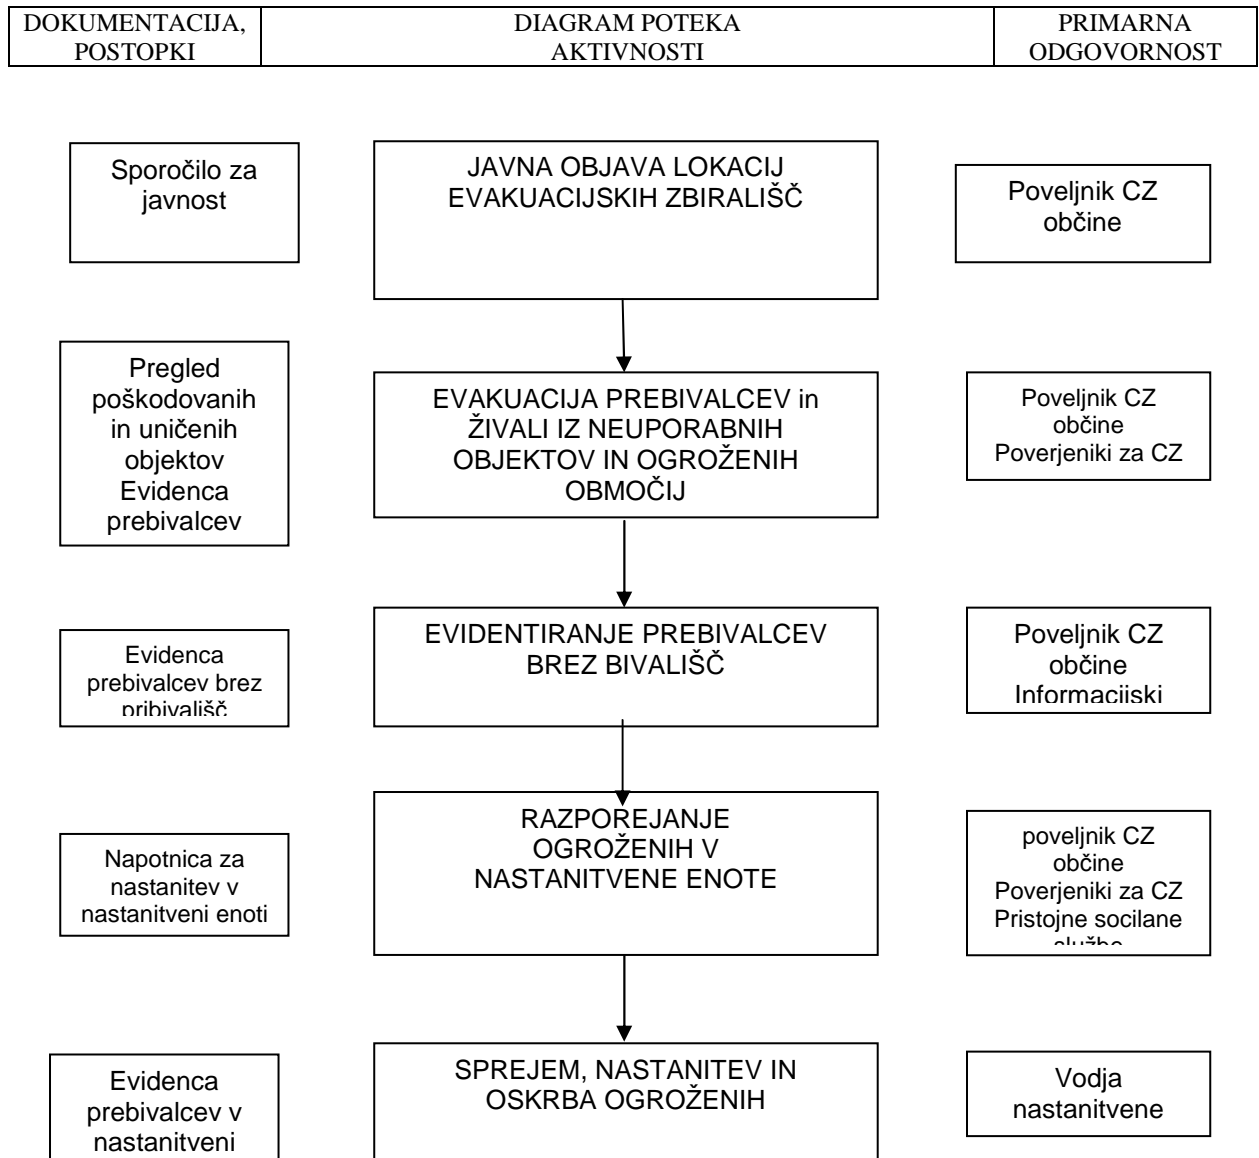 DOKUMENTACIJA,
POSTOPKI
DIAGRAM POTEKA
AKTIVNOSTI
PRIMARNA
ODGOVORNOST
Sporočilo za
javnost
JAVNA OBJAVA LOKACIJ
EVAKUACIJSKIH ZBIRALIŠČ
Poveljnik CZ
občine
Pregled
poškodovanih
in uničenih
objektov
Evidenca
prebivalcev
EVAKUACIJA PREBIVALCEV in
ŽIVALI IZ NEUPORABNIH
OBJEKTOV IN OGROŽENIH
OBMOČIJ
Poveljnik CZ
občine
Poverjeniki za CZ
Evidenca
prebivalcev brez
pribivališč
EVIDENTIRANJE PREBIVALCEV
BREZ BIVALIŠČ
Poveljnik CZ
občine
Informacijski
Napotnica za
nastanitev v
nastanitveni enoti
RAZPOREJANJE
OGROŽENIH V
NASTANITVENE ENOTE
poveljnik CZ
občine
Poverjeniki za CZ
Pristojne socilane
službe
Evidenca
prebivalcev v
nastanitveni
SPREJEM, NASTANITEV IN
OSKRBA OGROŽENIH
Vodja
nastanitvene